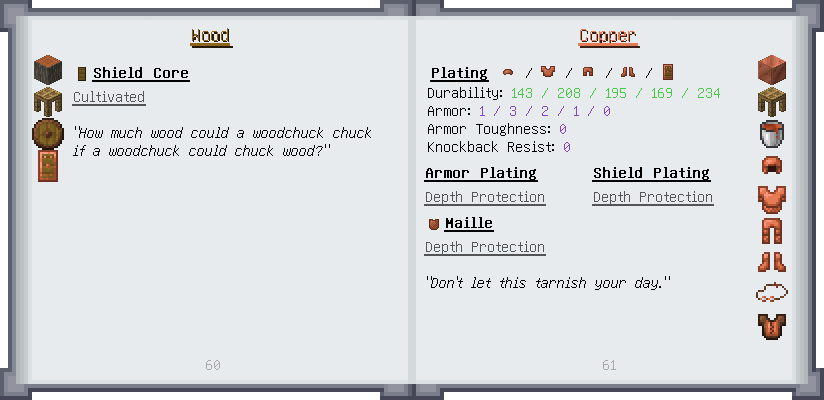 Wood
Shield Core
Cultivated
"How much wood could a woodchuck chuck
if a woodchuck could chuck wood?"
60
Copper
Plating / / / /
Durability: 143 / 208 / 195 / 169 / 234
Armor: 1 / 3 / 2 / 1 / 0
Armor Toughness: 0
Knockback Resist: 0
Armor Plating Shield Plating
Depth Protection Depth Protection
Maille
Depth Protection
"Don't let this tarnish your day."
61